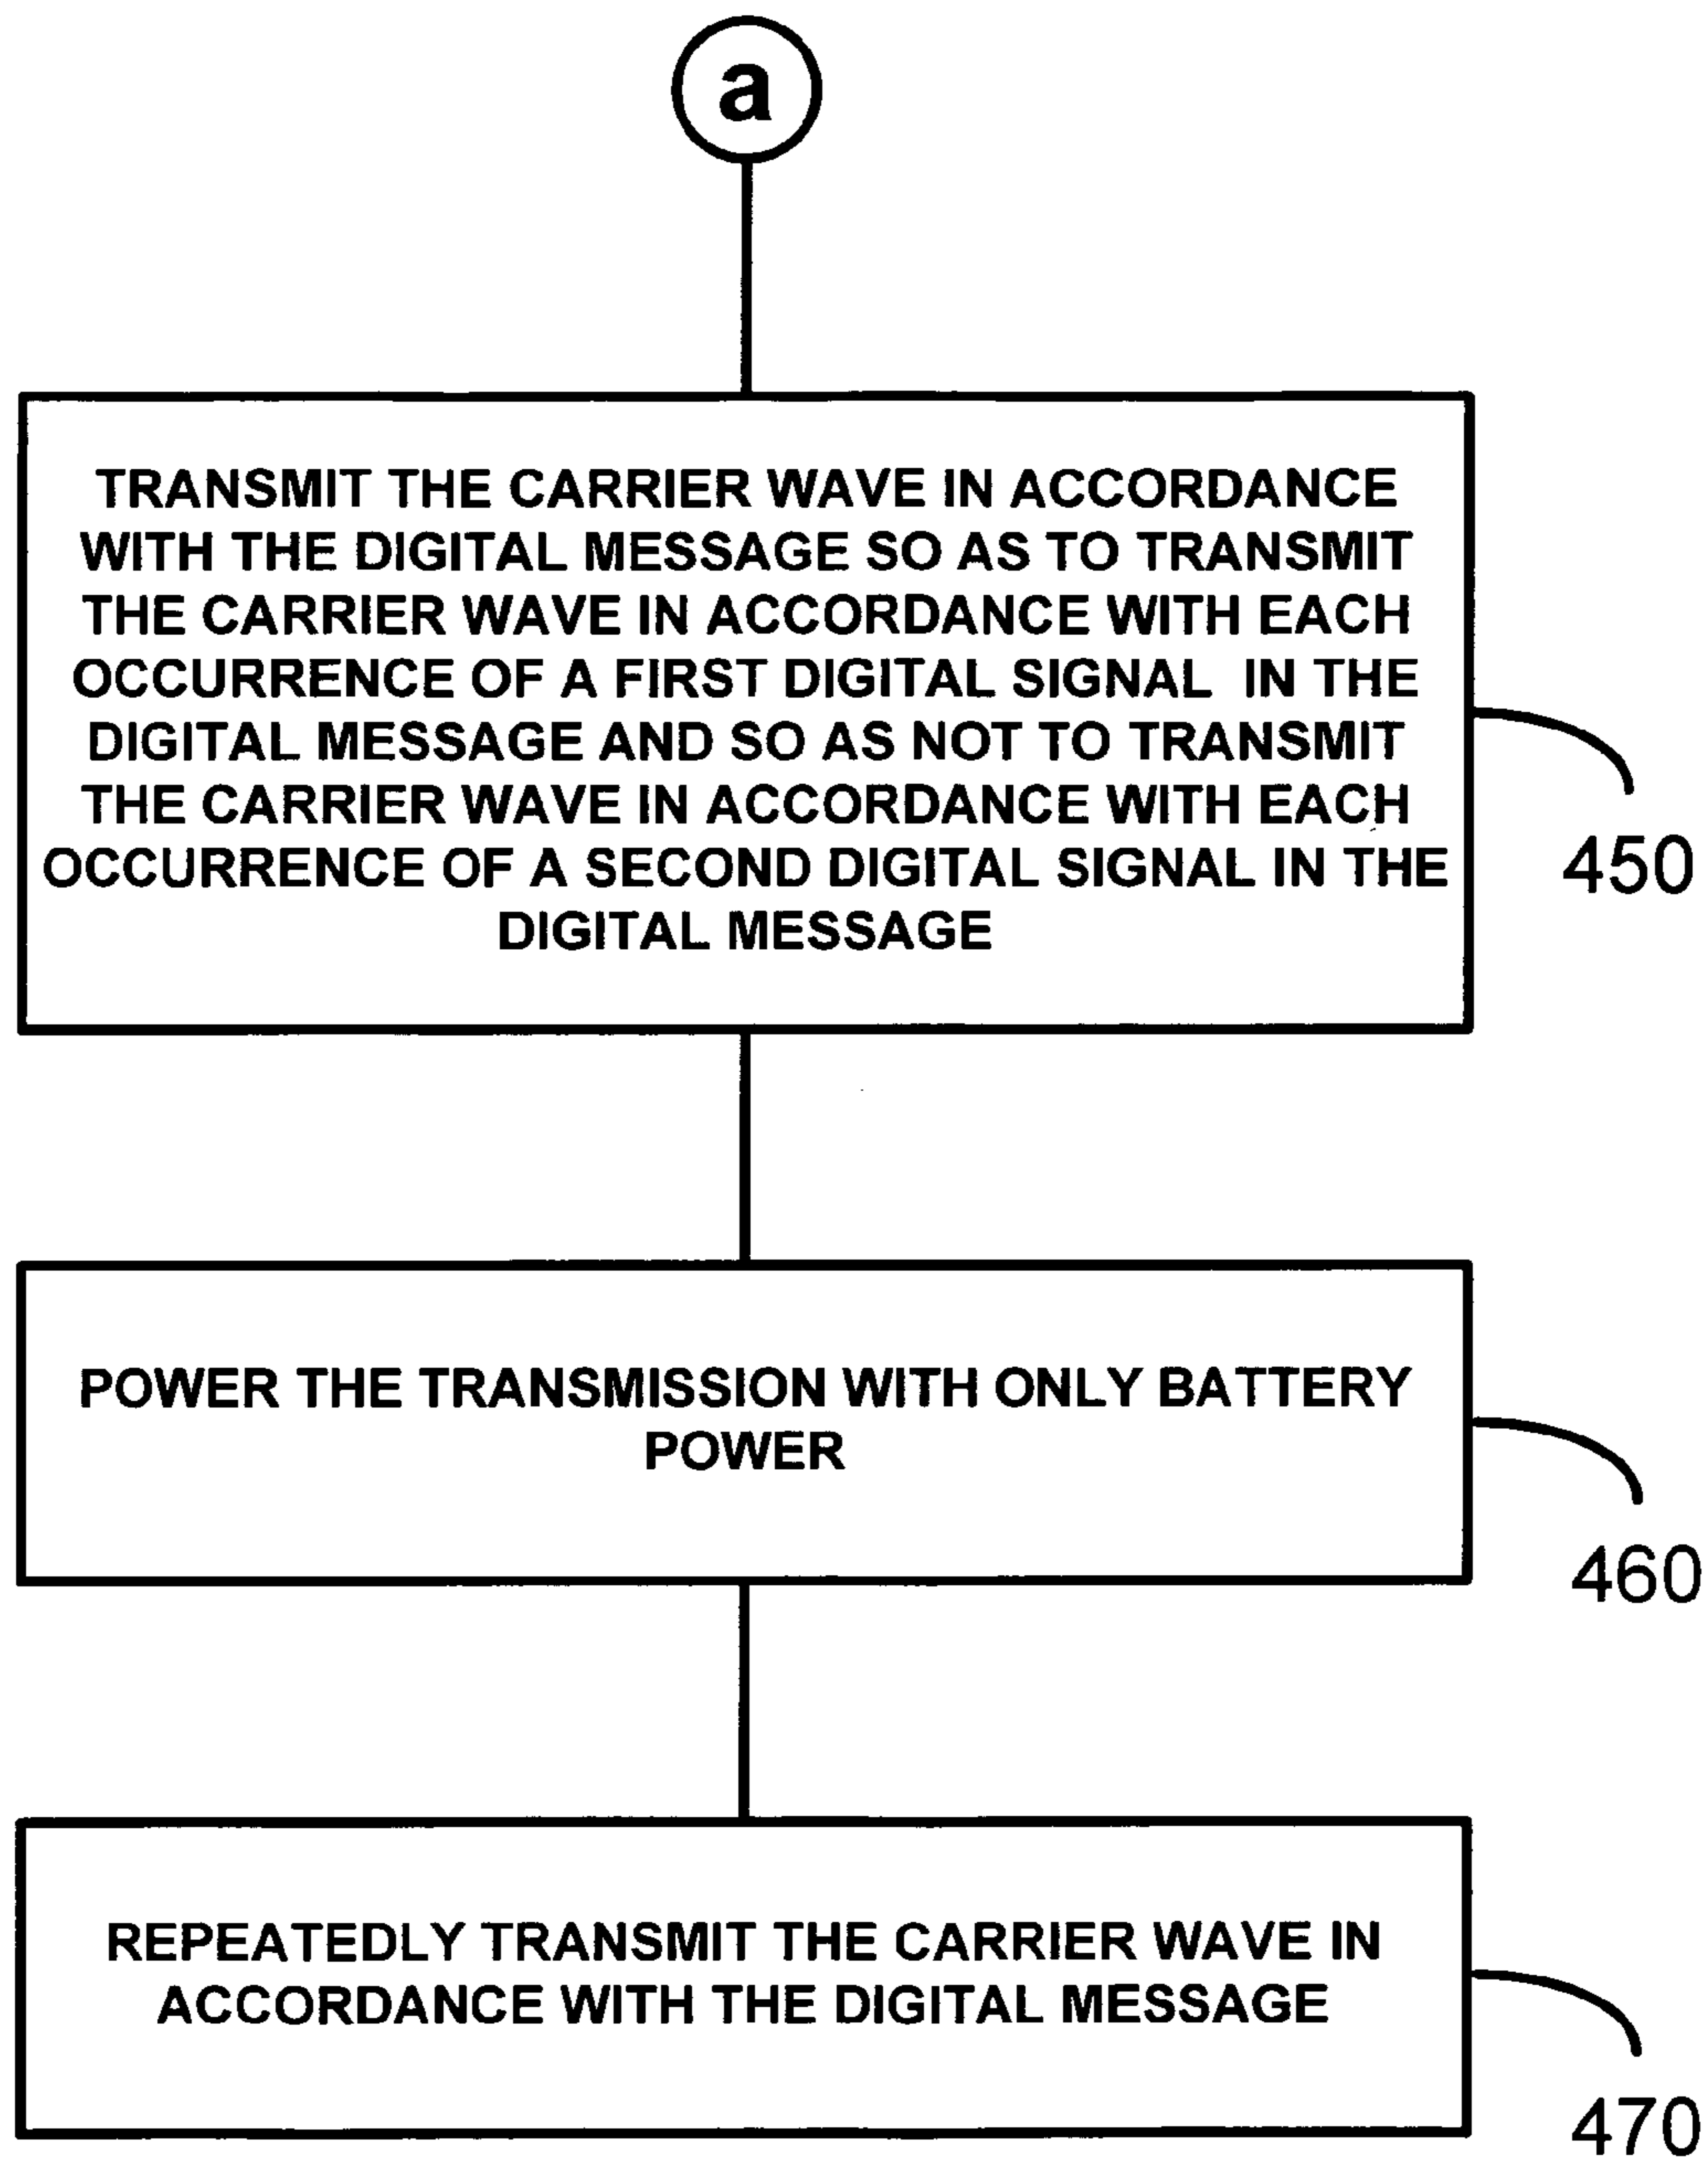 a
TRANSMIT THE CARRIER WAVE IN ACCORDANCE
WITH THE DIGITAL MESSAGE SO AS TO TRANSMIT
THE CARRIER WAVE IN ACCORDANCE WITH EACH
OCCURRENCE OF A FIRST DIGITAL SIGNAL IN THE
DIGITAL MESSAGE AND SO AS NOT TO TRANSMIT
THE CARRIER WAVE IN ACCORDANCE WITH EACH
OCCURRENCE OF A SECOND DIGITAL SIGNAL IN THE
DIGITAL MESSAGE
450
POWER THE TRANSMISSION WITH ONLY BATTERY
POWER
460
REPEATEDLY TRANSMIT THE CARRIER WAVE IN
ACCORDANCE WITH THE DIGITAL MESSAGE
470